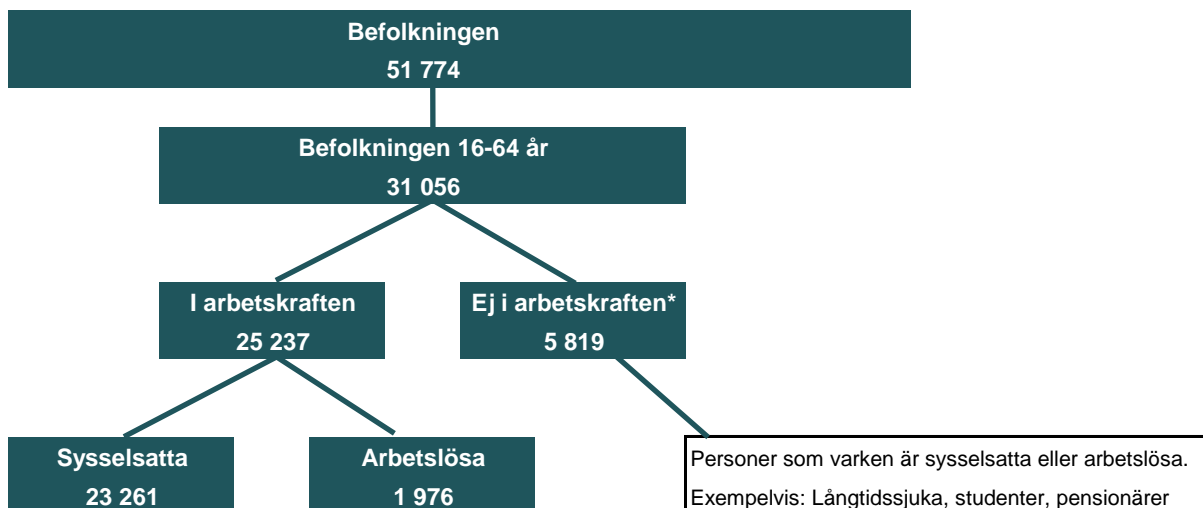 Befolkningen
51 774
Befolkningen 16-64 år
31 056
I arbetskraften
25 237
Ej i arbetskraften*
5 819
Sysselsatta
23 261
Arbetslösa
1 976
Personer som varken är sysselsatta eller arbetslösa.
Exempelvis: Långtidssjuka, studenter, pensionärer